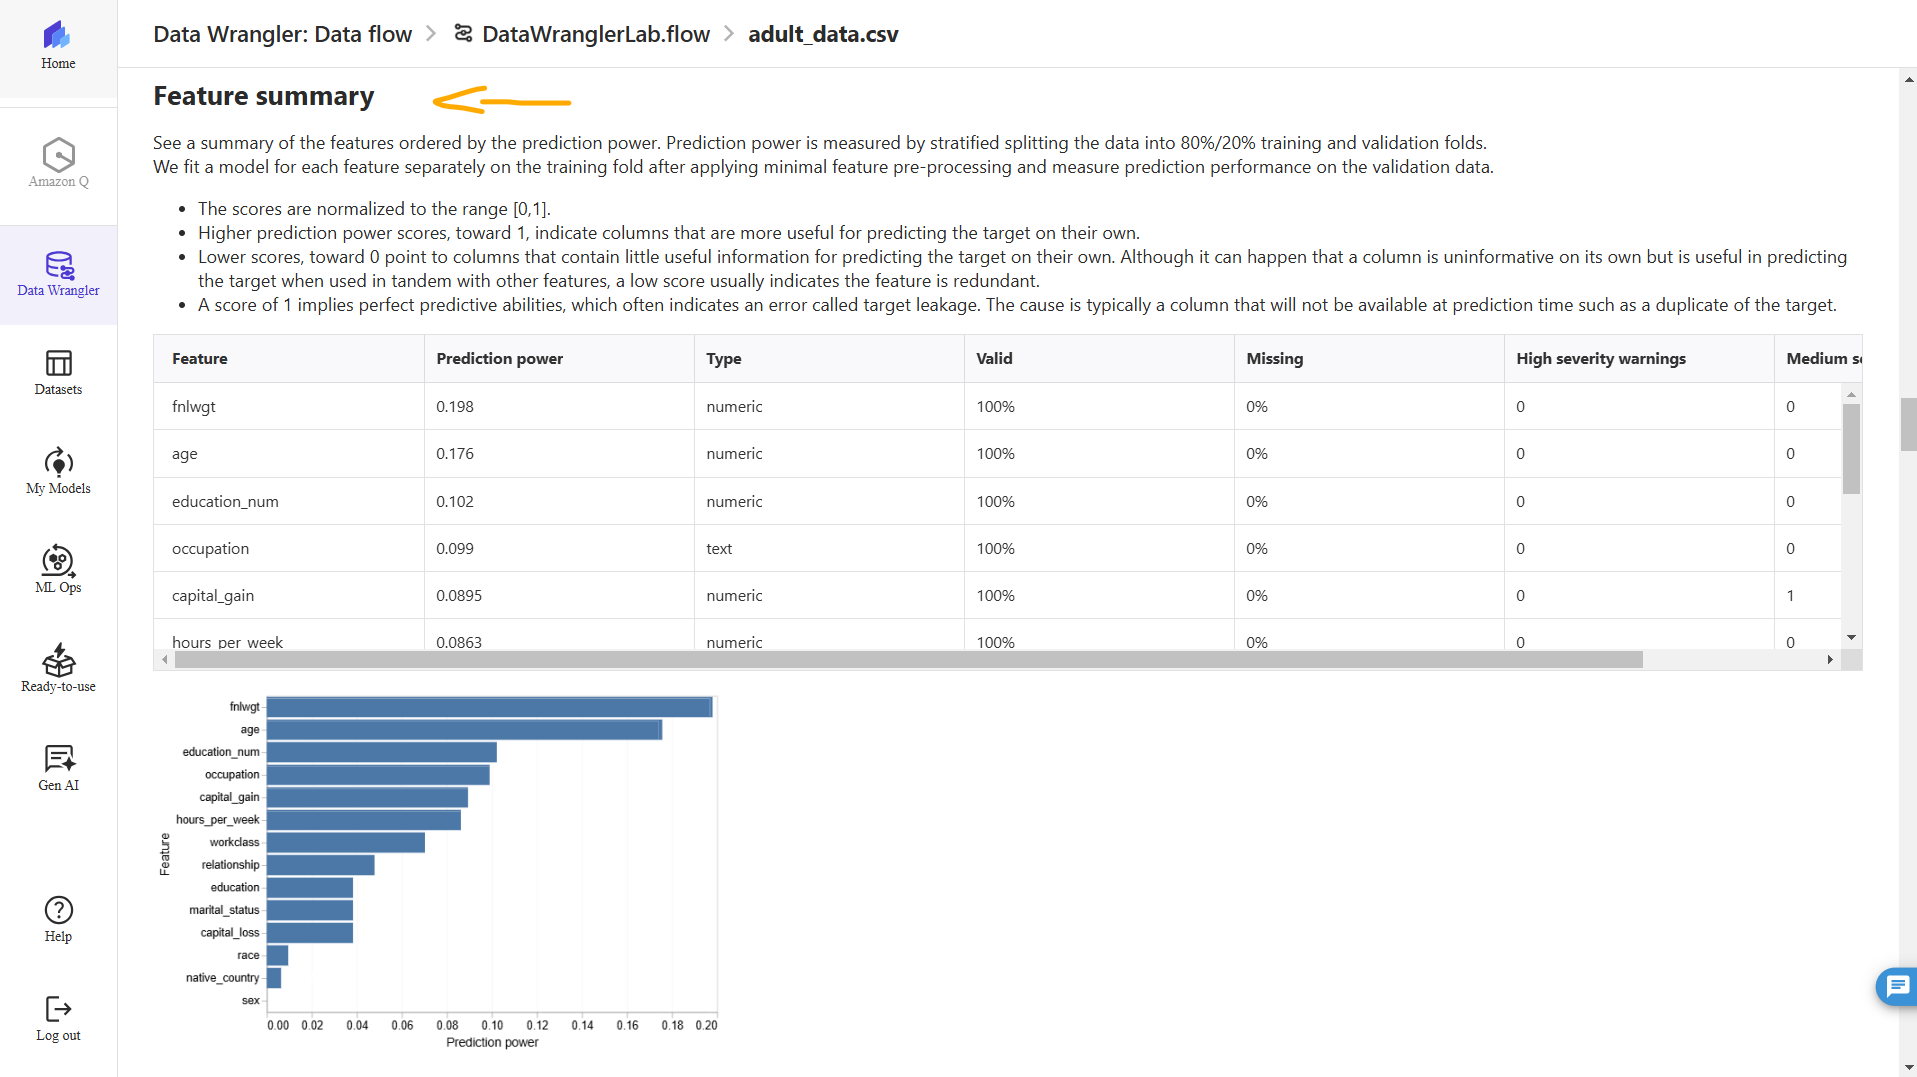 Home
Amazon Q
Data Wrangler
Datasets
My Models
ML Ops
Ready-to-use
Gen AI
Help
Log out
Data Wrangler: Data flow > DataWranglerLab.flow > adult_data.csv
Feature summary
See a summary of the features ordered by the prediction power. Prediction power is measured by stratified splitting the data into 80%/20% training and validation folds.
We fit a model for each feature separately on the training fold after applying minimal feature pre-processing and measure prediction performance on the validation data.
• The scores are normalized to the range [0,1].
• Higher prediction power scores, toward 1, indicate columns that are more useful for predicting the target on their own.
• Lower scores, toward 0 point to columns that contain little useful information for predicting the target on their own. Although it can happen that a column is uninformative on its own but is useful in predicting
the target when used in tandem with other features, a low score usually indicates the feature is redundant.
• A score of 1 implies perfect predictive abilities, which often indicates an error called target leakage. The cause is typically a column that will not be available at prediction time such as a duplicate of the target.
Feature Prediction power Type Valid Missing High severity warnings Medium se
fnlwgt 0.198 numeric 100% 0% 0 0
age 0.176 numeric 100% 0% 0 0
education_num 0.102 numeric 100% 0% 0 0
occupation 0.099 text 100% 0% 0 0
capital_gain 0.0895 numeric 100% 0% 0 1
hours_per_week 0.0863 numeric 100% 0% 0 0
Feature
fnlwgt
age
education_num
occupation
capital_gain
hours_per_week
workclass
relationship
education
marital_status
capital_loss
race
native_country
sex
0.00 0.02 0.04 0.06 0.08 0.10 0.12 0.14 0.16 0.18 0.20
Prediction power